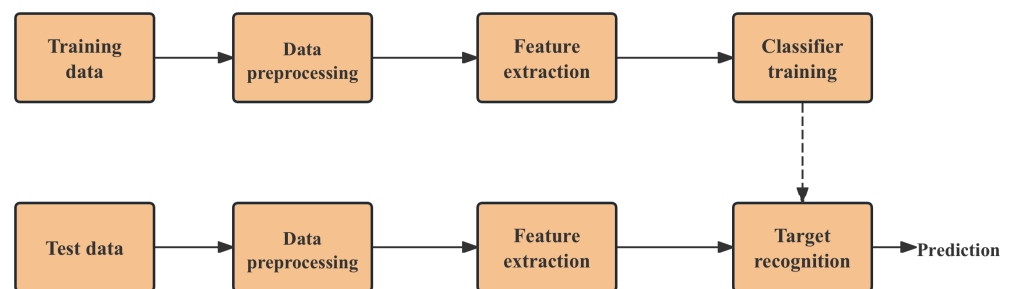 Training
data
Data
preprocessing
Feature
extraction
Classifier
training
Test data
Data
preprocessing
Feature
extraction
Target
recognition
Prediction